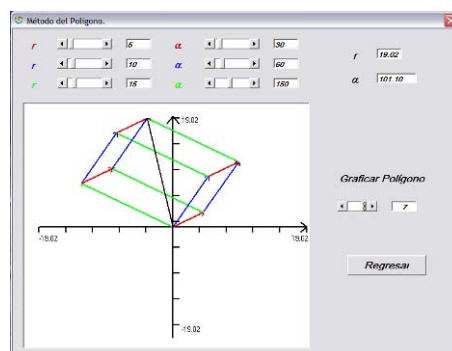 Método del Polígono.
r 5 α 30
r 10 α 60
r 15 α 150
r 19.02
α 101.10
19.02
-19.02 19.02
-19.02
Graficar Polígono
7
Regresar